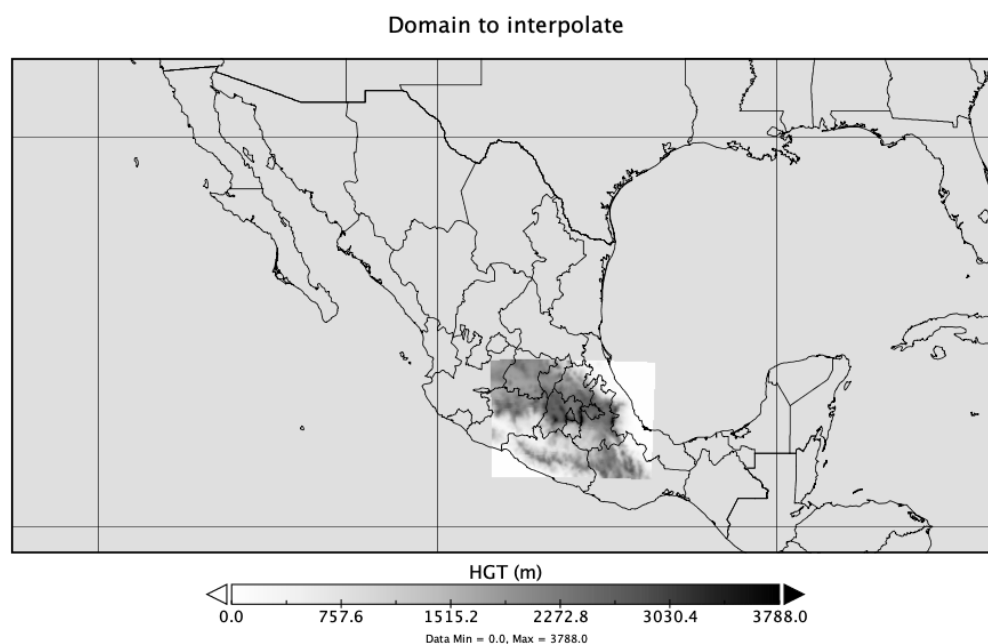 Domain to interpolate
HGT (m)
0.0 757.6 1515.2 2272.8 3030.4 3788.0
Data Min = 0.0, Max = 3788.0